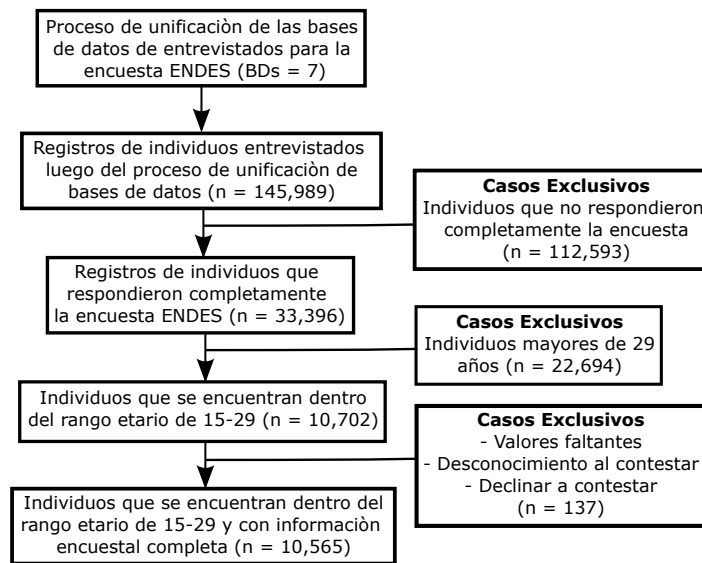 Proceso de unificaciòn de las bases
de datos de entrevistados para la
encuesta ENDES (BDs = 7)
Registros de individuos entrevistados
luego del proceso de unificaciòn de
bases de datos (n = 145,989)
Casos Exclusivos
Individuos que no respondieron
completamente la encuesta
(n = 112,593)
Registros de individuos que
respondieron completamente
la encuesta ENDES (n = 33,396)
Casos Exclusivos
Individuos mayores de 29
años (n = 22,694)
Individuos que se encuentran dentro
del rango etario de 15-29 (n = 10,702)
Casos Exclusivos
- Valores faltantes
- Desconocimiento al contestar
- Declinar a contestar
(n = 137)
Individuos que se encuentran dentro del
rango etario de 15-29 y con informaciòn
encuestal completa (n = 10,565)